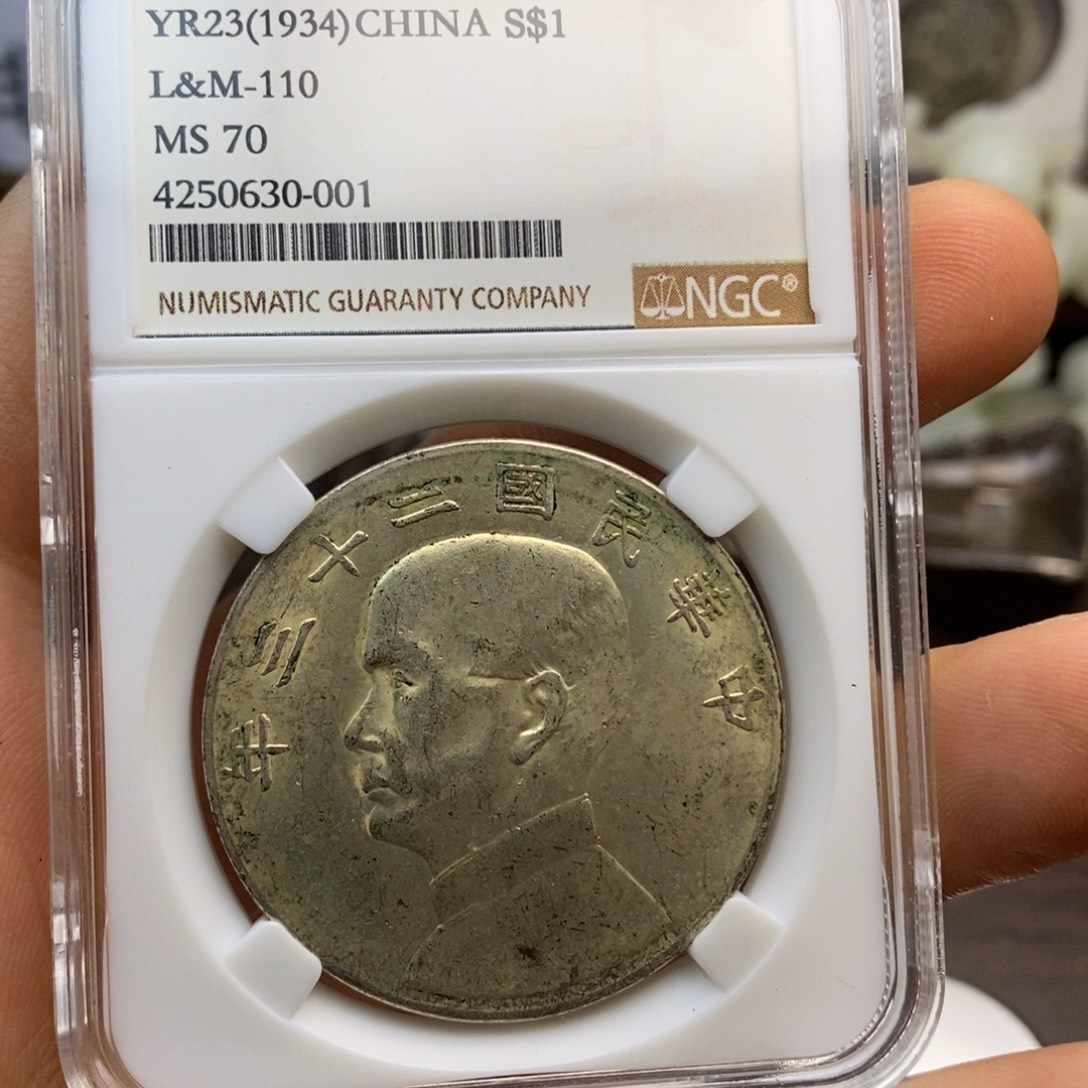 YR23(1934) CHINA S$1
L&M-110
MS 70
4250630-001
NUMISMATIC GUARANTY COMPANY
NGC®
中華民國二十三年